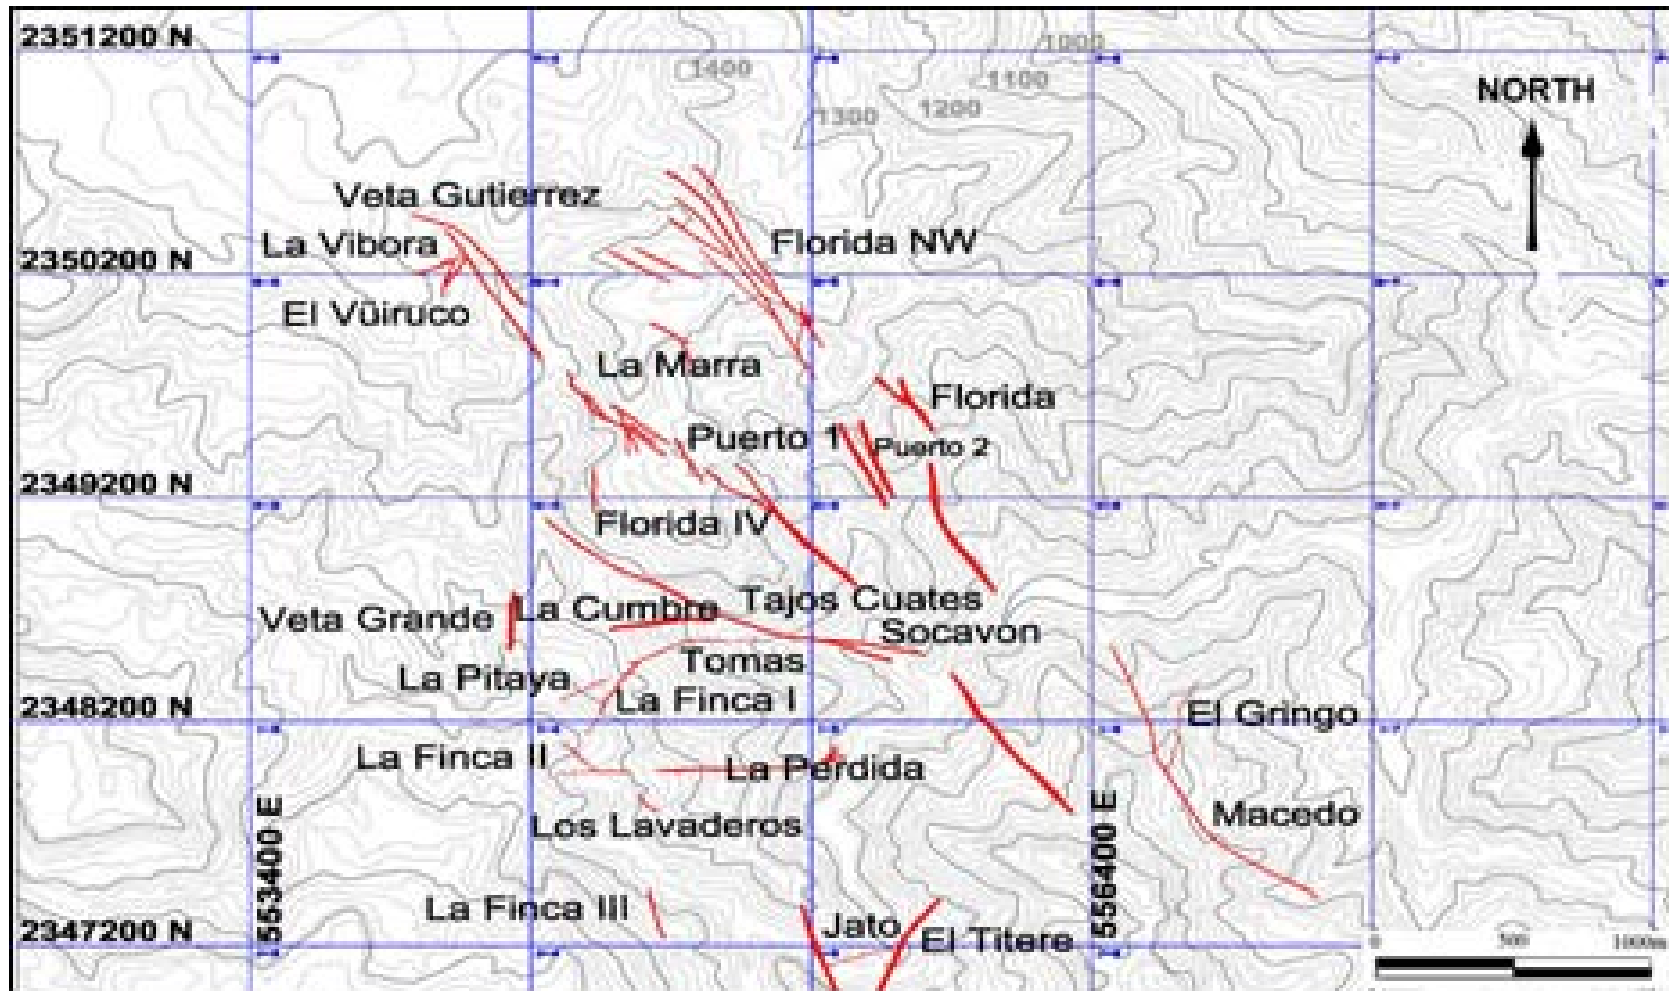 2351200 N
1000
1400
1100
NORTH
1300
1200
Veta Gutierrez
La Vibora
Florida NW
2350200 N
El Vüiruco
La Marra
Florida
Puerto 1
Puerto 2
2349200 N
Florida IV
Veta Grande
La Cumbre
Tajos Cuates
Socavon
Tomas
La Pitaya
La Finca I
2348200 N
El Gringo
La Finca II
La Perdida
Macedo
Los Lavaderos
553400 E
556400 E
La Finca III
Jato
El Titere
2347200 N
0
500
1000m